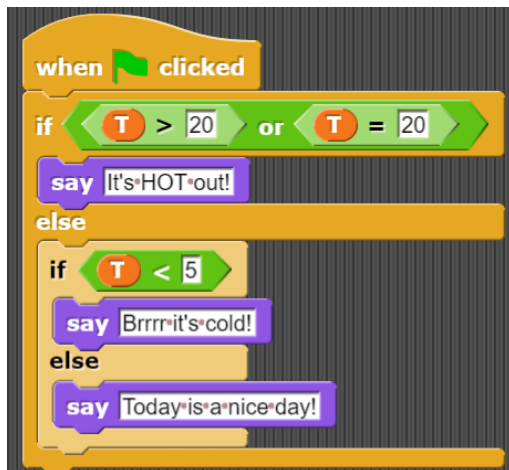 when clicked
if T > 20 or T = 20
say It's HOT out!
else
if T < 5
say Brrrr it's cold!
else
say Today is a nice day!